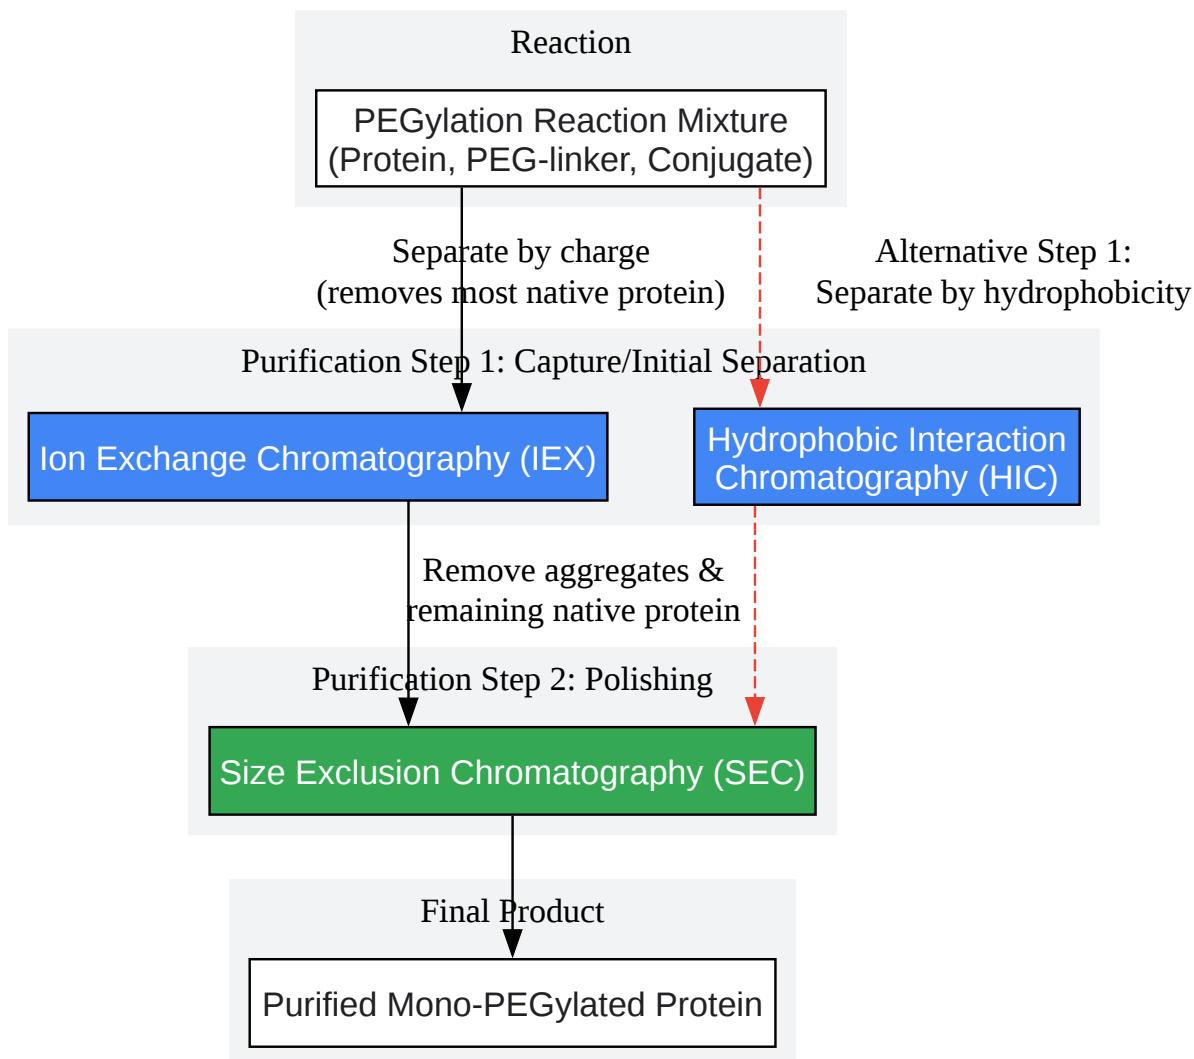 Reaction
PEGylation Reaction Mixture
(Protein, PEG-linker, Conjugate)
Separate by charge
(removes most native protein)
Alternative Step 1:
Separate by hydrophobicity
Purification Step 1: Capture/Initial Separation
Ion Exchange Chromatography (IEX)
Hydrophobic Interaction
Chromatography (HIC)
Remove aggregates &
remaining native protein
Purification Step 2: Polishing
Size Exclusion Chromatography (SEC)
Final Product
Purified Mono-PEGylated Protein